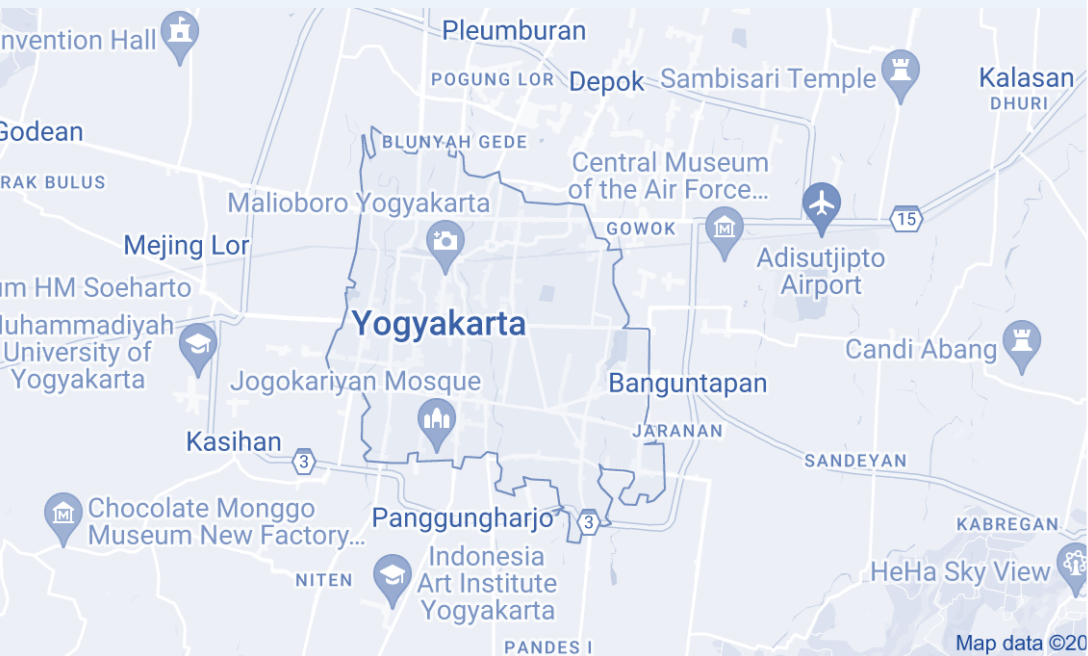 Pleumburan
nvention Hall
POGUNG LOR
Depok
Sambisari Temple
Kalasan
DHURI
Godean
BLUNYAH GEDE
Central Museum
of the Air Force...
RAK BULUS
Malioboro Yogyakarta
15
GOWOK
Mejing Lor
Adisutjipto
Airport
um HM Soeharto
Yogyakarta
Muhammadiyah
University of
Yogyakarta
Candi Abang
Jogokariyan Mosque
Banguntapan
JARANAN
Kasihan
3
SANDEYAN
Chocolate Monggo
Museum New Factory...
Panggungharjo
3
KABREGAN
Indonesia
Art Institute
Yogyakarta
NITEN
HeHa Sky View
PANDES I
Map data ©20